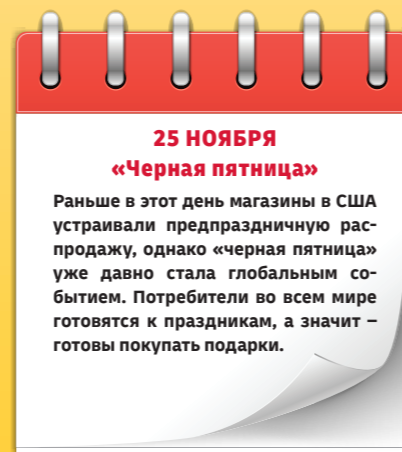 25 НОЯБРЯ
«Черная пятница»
Раньше в этот день магазины в США
устраивали предпраздничную рас-
продажу, однако «черная пятница»
уже давно стала глобальным со-
бытием. Потребители во всем мире
готовятся к праздникам, а значит –
готовы покупать подарки.